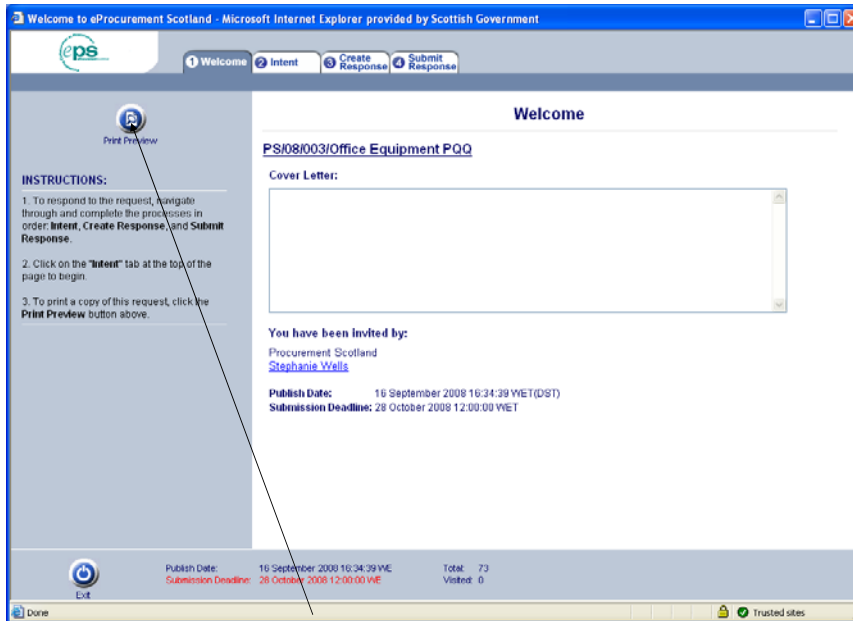 Welcome to eProcurement Scotland - Microsoft Internet Explorer provided by Scottish Government
eps
1 Welcome
2 Intent
3 Create Response
4 Submit Response
Print Preview
INSTRUCTIONS:
1. To respond to the request, navigate
through and complete the processes in
order: Intent, Create Response, and Submit
Response.
2. Click on the "Intent" tab at the top of the
page to begin.
3. To print a copy of this request, click the
Print Preview button above.
Welcome
PS/08/003/Office Equipment PQQ
Cover Letter:
You have been invited by:
Procurement Scotland
Stephanie Wells
Publish Date: 16 September 2008 16:34:39 WET(DST)
Submission Deadline: 28 October 2008 12:00:00 WET
Exit
Publish Date: 16 September 2008 16:34:39 WE Total: 73
Submission Deadline: 28 October 2008 12:00:00 WE Visited: 0
Done
Trusted sites